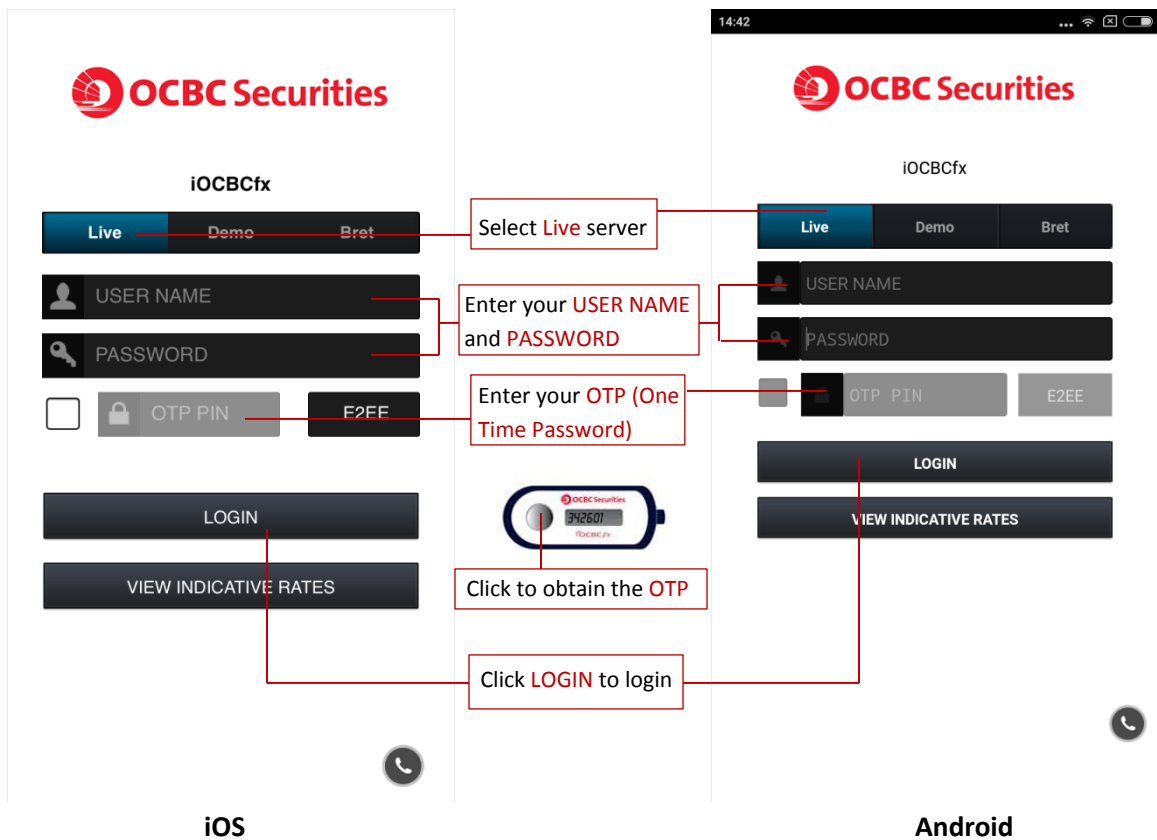 OCBC Securities
iOCBCfx
Live Demo Bret
USER NAME
PASSWORD
OTP PIN E2EE
LOGIN
VIEW INDICATIVE RATES
iOS
Select Live server
Enter your USER NAME
and PASSWORD
Enter your OTP (One
Time Password)
OCBC Securities
342601
iOCBCfx
Click to obtain the OTP
Click LOGIN to login
14:42
OCBC Securities
iOCBCfx
Live Demo Bret
USER NAME
PASSWORD
OTP PIN E2EE
LOGIN
VIEW INDICATIVE RATES
Android